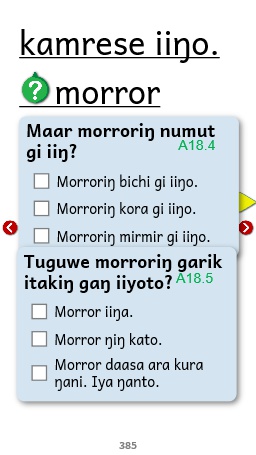 kamrese iiŋo.
morror
Maar morroriŋ numut
gi iiŋ?
A18.4
Morroriŋ bichi gi iiŋo.
Morroriŋ kora gi iiŋo.
Morroriŋ mirmir gi iiŋo.
Tuguwe morroriŋ garik
itakiŋ gaŋ iiyoto?
A18.5
Morror iiŋa.
Morror ŋiŋ kato.
Morror daasa ara kura
ŋani. Iya ŋanto.
385